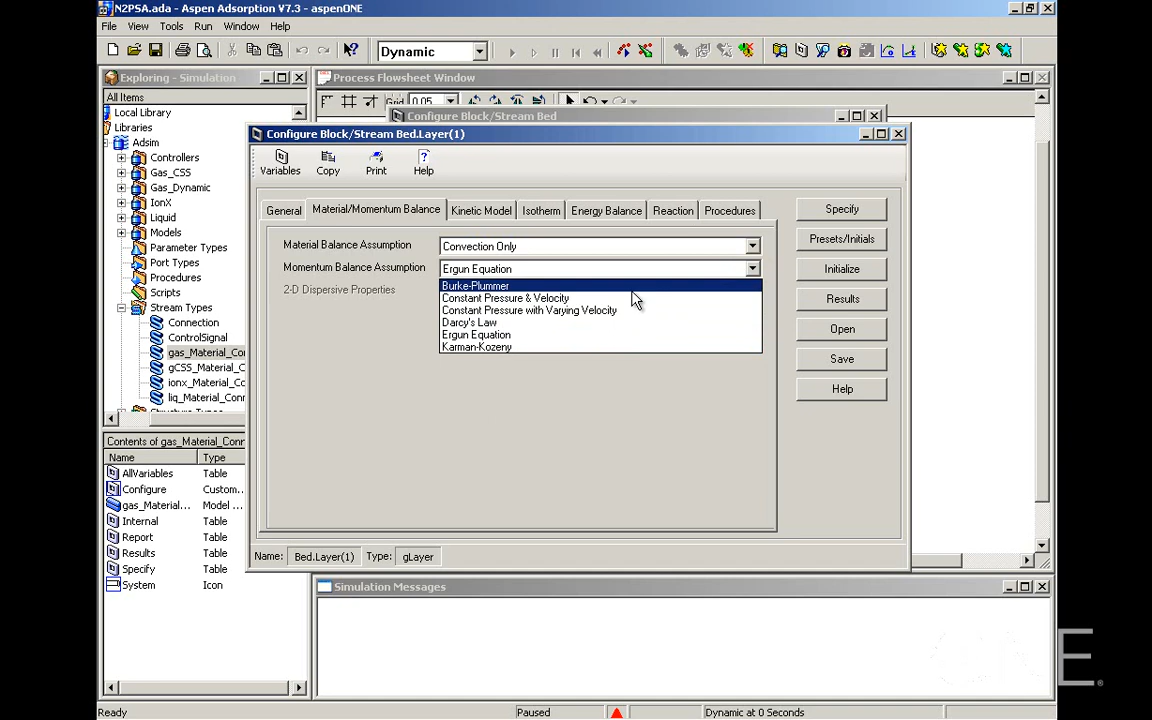 N2PSA.ada - Aspen Adsorption V7.3 - aspenONE
File View Tools Run Window Help
Dynamic
Exploring - Simulation
Process Flowsheet Window
All Items
Grid 0.05
Local Library
Configure Block/Stream Bed
Libraries
Configure Block/Stream Bed.Layer(1)
Adsim
Controllers
Gas_CSS
Gas_Dynamic
IonX
Liquid
Models
Parameter Types
Port Types
Procedures
Scripts
Stream Types
Connection
ControlSignal
gas_Material_Co
gCSS_Material_C
ionx_Material_Co
liq_Material_Conn
Structure Types
Variables Copy Print Help
General Material/Momentum Balance Kinetic Model Isotherm Energy Balance Reaction Procedures
Material Balance Assumption Convection Only
Momentum Balance Assumption Ergun Equation
2-D Dispersive Properties
Burke-Plummer
Constant Pressure & Velocity
Constant Pressure with Varying Velocity
Darcy's Law
Ergun Equation
Karman-Kozeny
Specify
Presets/Initials
Initialize
Results
Open
Save
Help
Contents of gas_Material_Conn
Name Type
AllVariables Table
Configure Custom...
gas_Material... Model ...
Internal Table
Report Table
Results Table
Specify Table
System Icon
Name: Bed.Layer(1) Type: gLayer
Simulation Messages
Ready Paused Dynamic at 0 Seconds